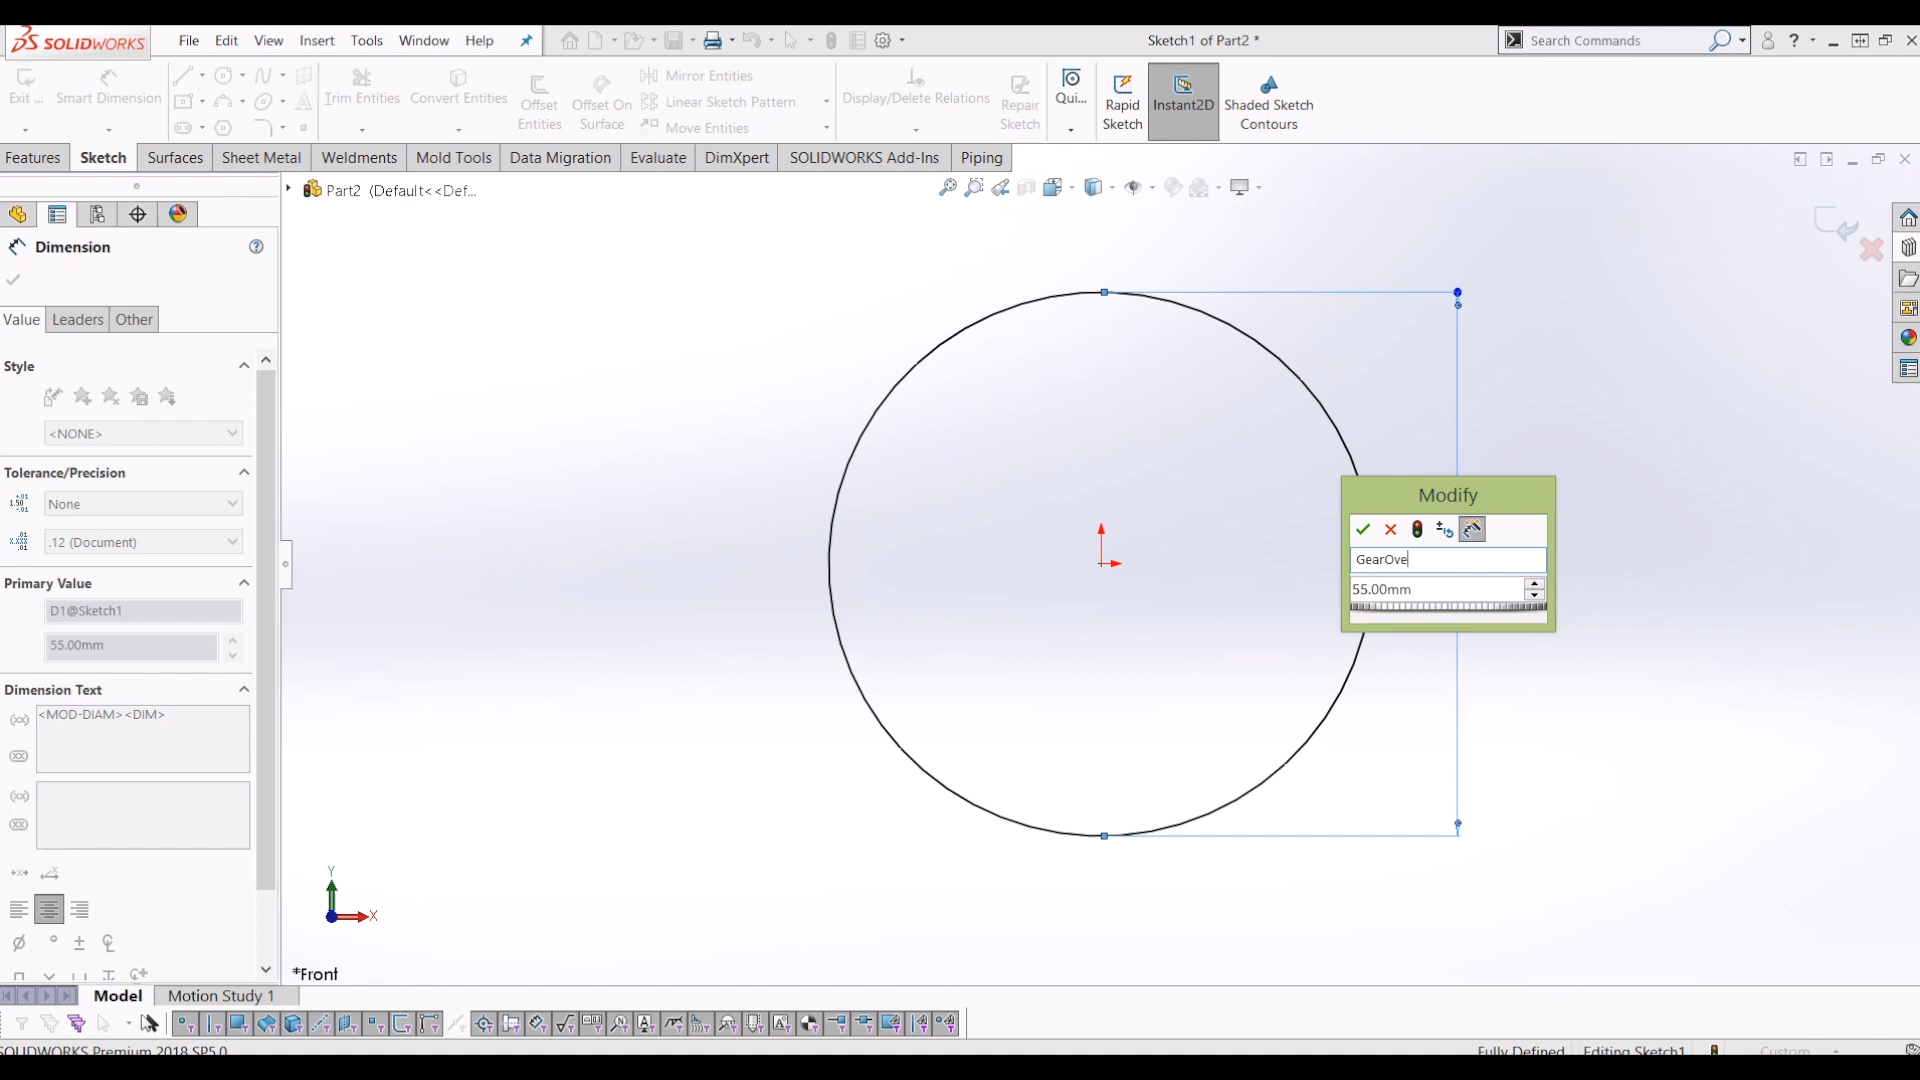 SOLIDWORKS File Edit View Insert Tools Window Help Sketch1 of Part2 * Search Commands ?
Exit ... Smart Dimension Trim Entities Convert Entities Offset Entities Offset On Surface Mirror Entities Linear Sketch Pattern Move Entities Display/Delete Relations Repair Sketch Qui... Rapid Sketch Instant2D Shaded Sketch Contours
Features Sketch Surfaces Sheet Metal Weldments Mold Tools Data Migration Evaluate DimXpert SOLIDWORKS Add-Ins Piping
Part2 (Default<<Def...
Dimension
Value Leaders Other
Style
<NONE>
Tolerance/Precision
None
.12 (Document)
Primary Value
D1@Sketch1
55.00mm
Dimension Text
<MOD-DIAM><DIM>
Modify
GearOve
55.00mm
Y
X
*Front
Model Motion Study 1
SOLIDWORKS Premium 2018 SP5.0 Fully Defined Editing Sketch1 Custom